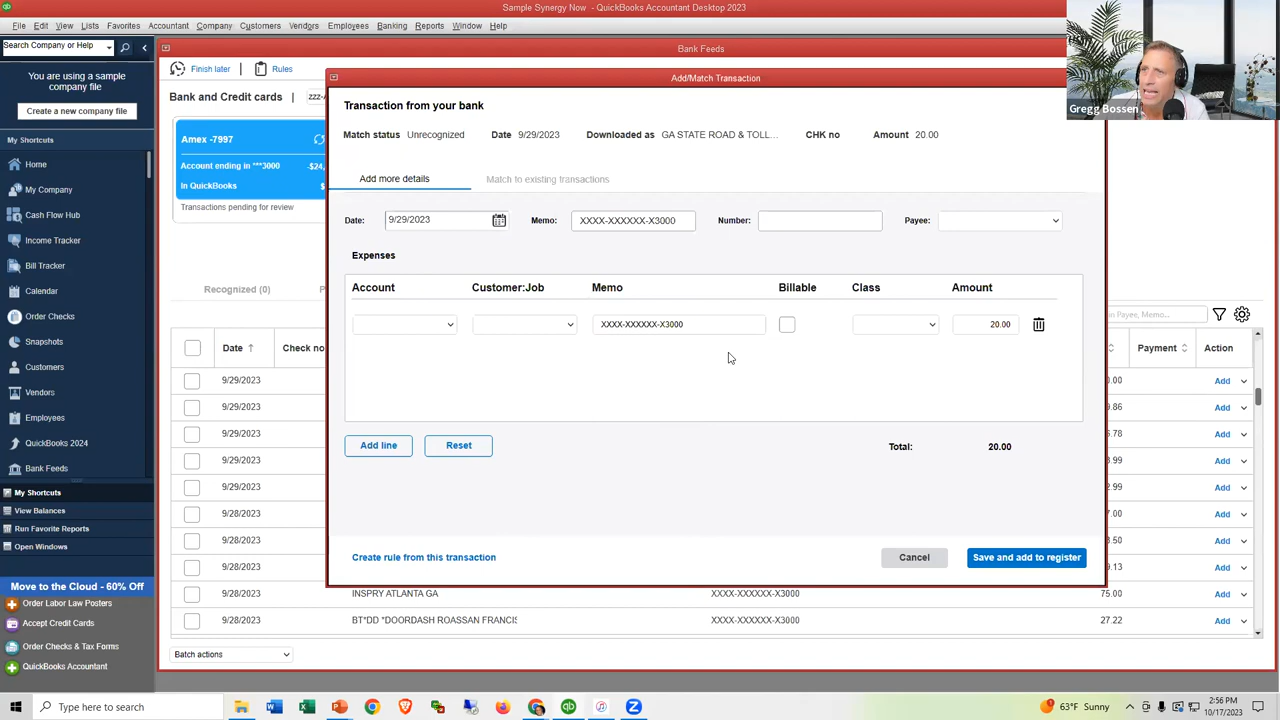 Sample Synergy Now - QuickBooks Accountant Desktop 2023
File Edit View Lists Favorites Accountant Company Customers Vendors Employees Banking Reports Window Help
Search Company or Help
You are using a sample
company file
Create a new company file
My Shortcuts
Home
My Company
Cash Flow Hub
Income Tracker
Bill Tracker
Calendar
Order Checks
Snapshots
Customers
Vendors
Employees
QuickBooks 2024
Bank Feeds
My Shortcuts
View Balances
Run Favorite Reports
Open Windows
Move to the Cloud - 60% Off
Order Labor Law Posters
Accept Credit Cards
Order Checks & Tax Forms
QuickBooks Accountant
Bank Feeds
Finish later | Rules
Bank and Credit cards |
Amex -7997
Account ending in ***3000 -$24,
In QuickBooks $
Transactions pending for review
Recognized (0)
Payee, Memo...
Date Check no
Payment Action
9/29/2023 Add
9/29/2023 Add
9/29/2023 Add
9/29/2023 Add
9/29/2023 Add
9/28/2023 Add
9/28/2023 Add
9/28/2023 Add
9/28/2023 INSPRY ATLANTA GA XXXX-XXXXXX-X3000 75.00 Add
9/28/2023 BT*DD *DOORDASH ROASSAN FRANCIS XXXX-XXXXXX-X3000 27.22 Add
Batch actions
Add/Match Transaction
Transaction from your bank
Match status Unrecognized Date 9/29/2023 Downloaded as GA STATE ROAD & TOLL... CHK no Amount 20.00
Add more details Match to existing transactions
Date: 9/29/2023 Memo: XXXX-XXXXXX-X3000 Number: Payee:
Expenses
Account Customer:Job Memo Billable Class Amount
XXXX-XXXXXX-X3000 20.00
Add line Reset Total: 20.00
Create rule from this transaction Cancel Save and add to register
Gregg Bossen
Type here to search
63°F Sunny
2:56 PM
10/17/2023